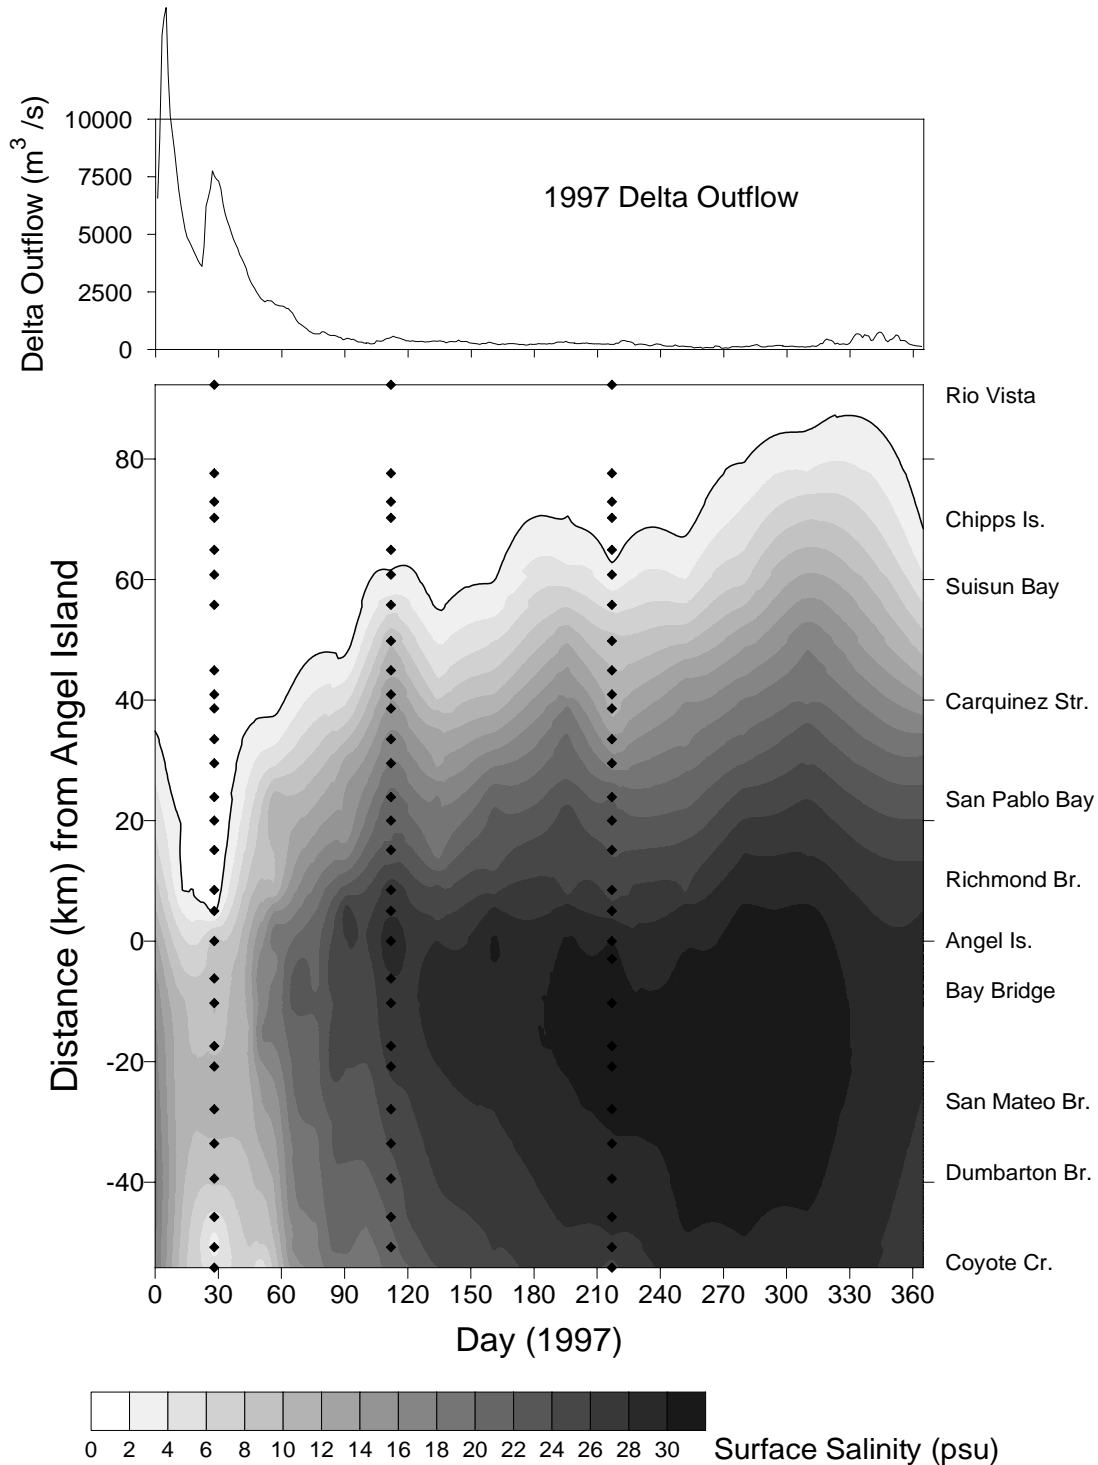 10000
7500
5000
2500
0
Delta Outflow (m3 /s)
1997 Delta Outflow
80
60
40
20
0
-20
-40
Distance (km) from Angel Island
Rio Vista
Chipps Is.
Suisun Bay
Carquinez Str.
San Pablo Bay
Richmond Br.
Angel Is.
Bay Bridge
San Mateo Br.
Dumbarton Br.
Coyote Cr.
0 30 60 90 120 150 180 210 240 270 300 330 360
Day (1997)
0 2 4 6 8 10 12 14 16 18 20 22 24 26 28 30
Surface Salinity (psu)